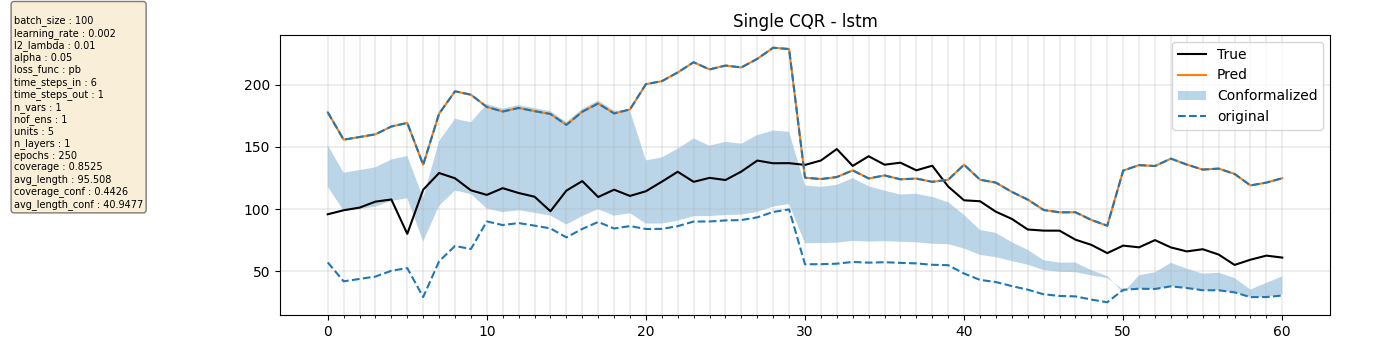 batch_size : 100
learning_rate : 0.002
l2_lambda : 0.01
alpha : 0.05
loss_func : pb
time_steps_in : 6
time_steps_out : 1
n_vars : 1
nof_ens : 1
units : 5
n_layers : 1
epochs : 250
coverage : 0.8525
avg_length : 95.508
coverage_conf : 0.4426
avg_length_conf : 40.9477
Single CQR - lstm
True
Pred
Conformalized
original
200
150
100
50
0 10 20 30 40 50 60